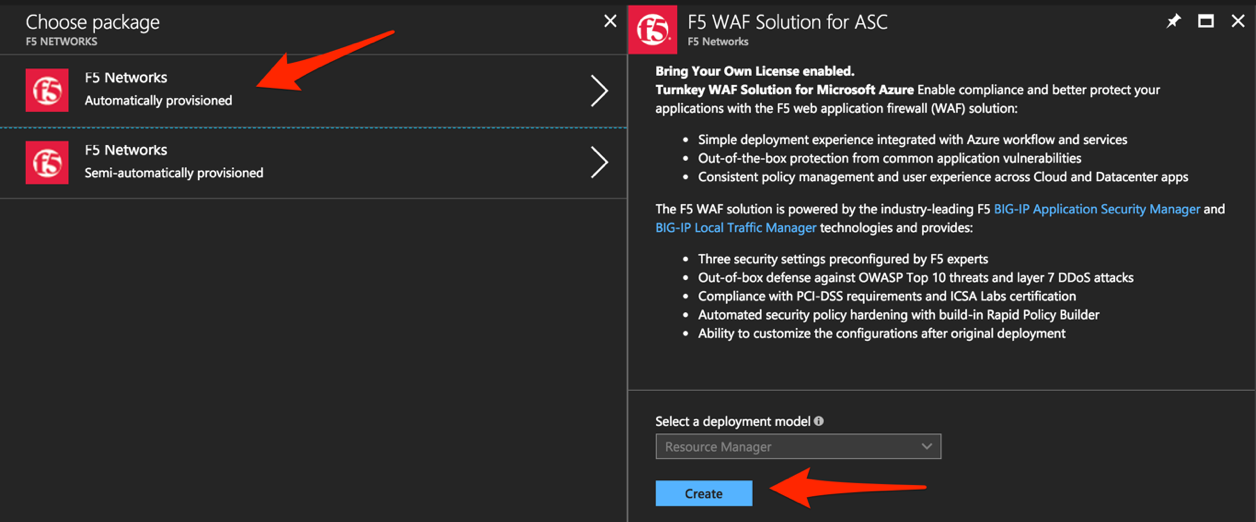 Choose package
F5 NETWORKS
F5 Networks
Automatically provisioned
F5 Networks
Semi-automatically provisioned
F5 WAF Solution for ASC
F5 Networks
Bring Your Own License enabled.
Turnkey WAF Solution for Microsoft Azure Enable compliance and better protect your
applications with the F5 web application firewall (WAF) solution:
• Simple deployment experience integrated with Azure workflow and services
• Out-of-the-box protection from common application vulnerabilities
• Consistent policy management and user experience across Cloud and Datacenter apps
The F5 WAF solution is powered by the industry-leading F5 BIG-IP Application Security Manager and
BIG-IP Local Traffic Manager technologies and provides:
• Three security settings preconfigured by F5 experts
• Out-of-box defense against OWASP Top 10 threats and layer 7 DDoS attacks
• Compliance with PCI-DSS requirements and ICSA Labs certification
• Automated security policy hardening with build-in Rapid Policy Builder
• Ability to customize the configurations after original deployment
Select a deployment model
Resource Manager
Create